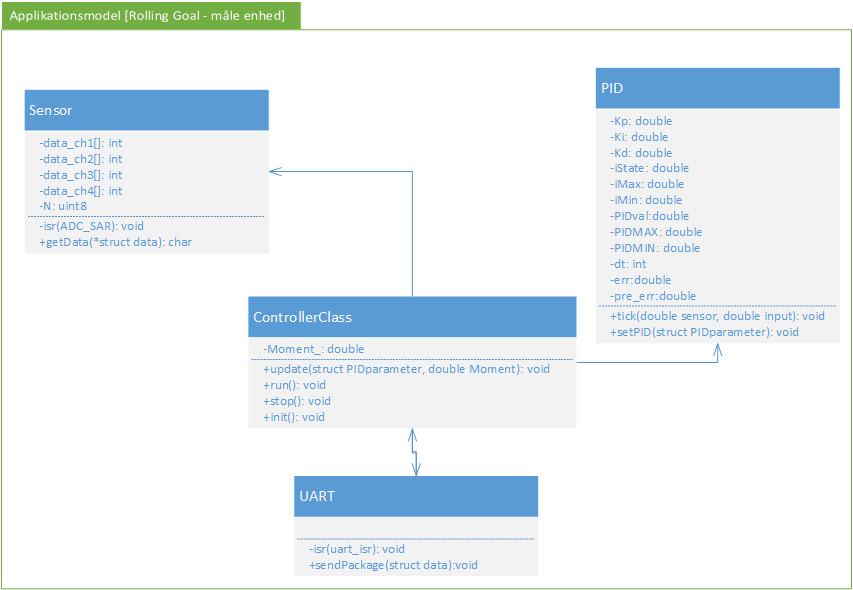 Applikationsmodel [Rolling Goal - måle enhed]
Sensor
-data_ch1[]: int
-data_ch2[]: int
-data_ch3[]: int
-data_ch4[]: int
-N: uint8
-isr(ADC_SAR): void
+getData(*struct data): char
PID
-Kp: double
-Ki: double
-Kd: double
-iState: double
-iMax: double
-iMin: double
-PIDval:double
-PIDMAX: double
-PIDMIN: double
-dt: int
-err:double
-pre_err:double
+tick(double sensor, double input): void
+setPID(struct PIDparameter): void
ControllerClass
-Moment_: double
+update(struct PIDparameter, double Moment): void
+run(): void
+stop(): void
+init(): void
UART
-isr(uart_isr): void
+sendPackage(struct data):void